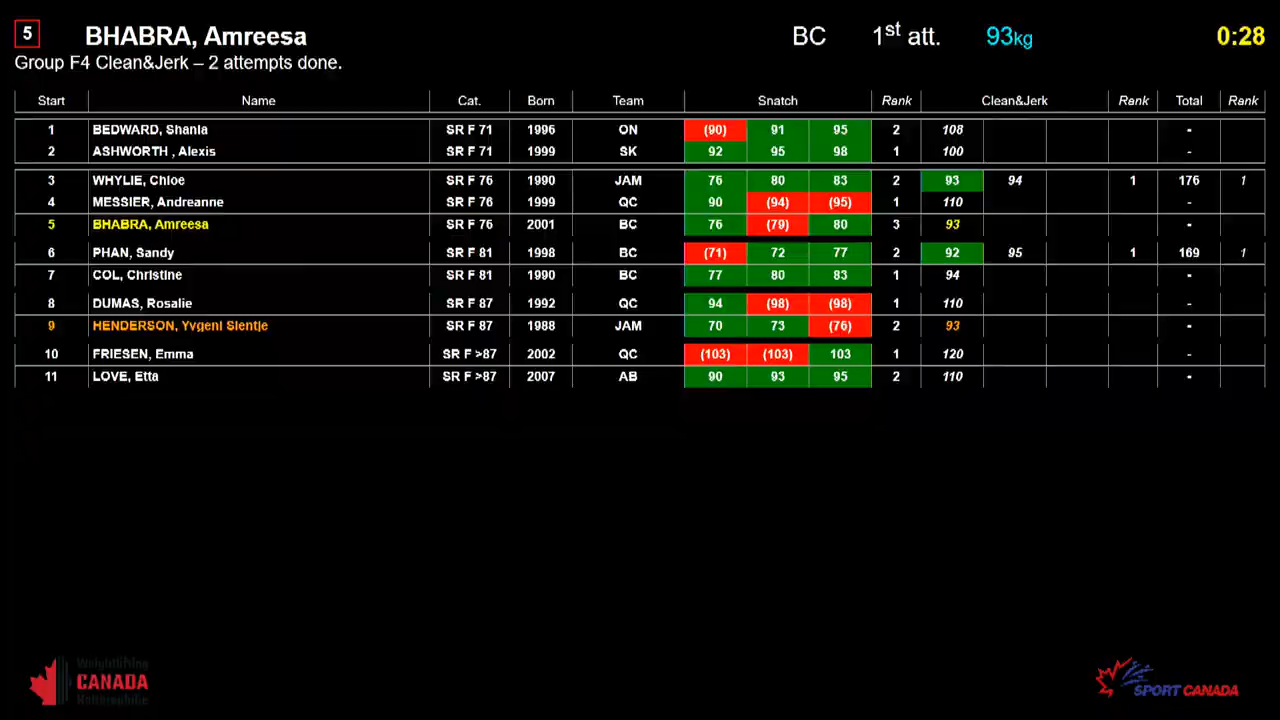 5 BHABRA, Amreesa BC 1st att. 93kg 0:28
Group F4 Clean&Jerk – 2 attempts done.
Start Name Cat. Born Team Snatch Rank Clean&Jerk Rank Total Rank
1 BEDWARD, Shania SR F 71 1996 ON (90) 91 95 2 108 -
2 ASHWORTH , Alexis SR F 71 1999 SK 92 95 98 1 100 -
3 WHYLIE, Chloe SR F 76 1990 JAM 76 80 83 2 93 94 1 176 1
4 MESSIER, Andreanne SR F 76 1999 QC 90 (94) (95) 1 110 -
5 BHABRA, Amreesa SR F 76 2001 BC 76 (79) 80 3 93 -
6 PHAN, Sandy SR F 81 1998 BC (71) 72 77 2 92 95 1 169 1
7 COL, Christine SR F 81 1990 BC 77 80 83 1 94 -
8 DUMAS, Rosalie SR F 87 1992 QC 94 (98) (98) 1 110 -
9 HENDERSON, Yvgeni Slentje SR F 87 1988 JAM 70 73 (76) 2 93 -
10 FRIESEN, Emma SR F >87 2002 QC (103) (103) 103 1 120 -
11 LOVE, Etta SR F >87 2007 AB 90 93 95 2 110 -
Weightlifting
CANADA
Haltérophilie
SPORT CANADA